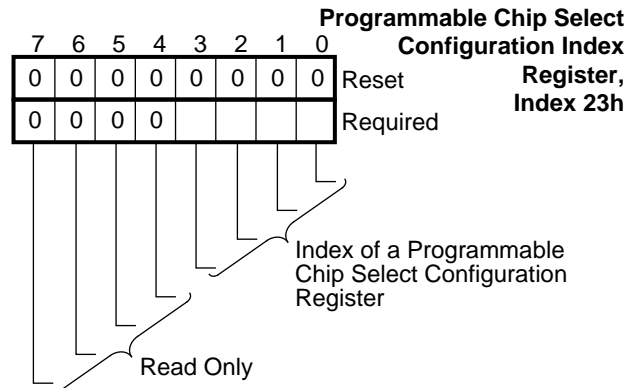 Programmable Chip Select
Configuration Index
Register,
Index 23h
7 6 5 4 3 2 1 0
0 0 0 0 0 0 0 0 Reset
0 0 0 0 Required
Index of a Programmable
Chip Select Configuration
Register
Read Only